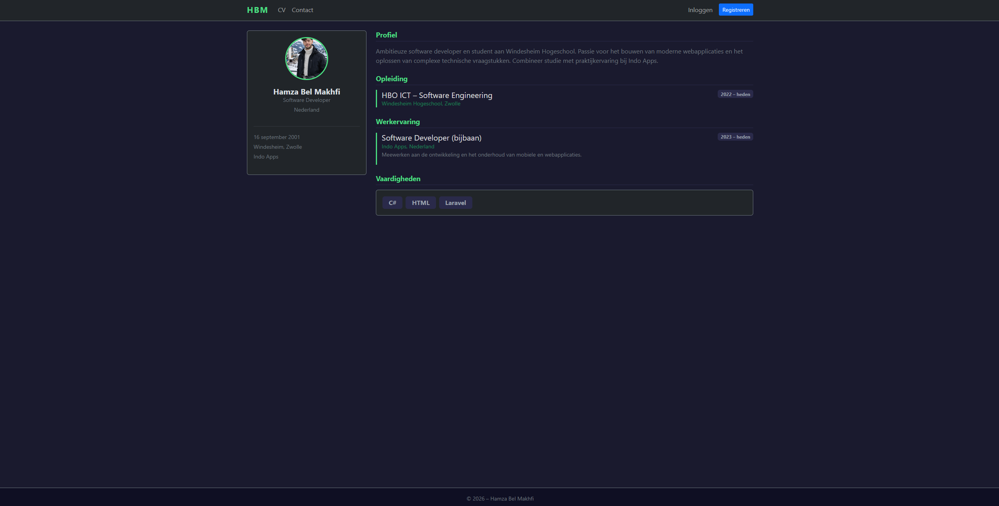 HBM
CV
Contact
Inloggen
Registreren
Hamza Bel Makhfi
Software Developer
Nederland
16 september 2001
Windesheim, Zwolle
Indo Apps
Profiel
Ambitieuze software developer en student aan Windesheim Hogeschool. Passie voor het bouwen van moderne webapplicaties en het
oplossen van complexe technische vraagstukken. Combineer studie met praktijkervaring bij Indo Apps.
Opleiding
HBO ICT – Software Engineering
2022 – heden
Windesheim Hogeschool, Zwolle
Werkervaring
Software Developer (bijbaan)
2023 – heden
Indo Apps, Nederland
Meewerken aan de ontwikkeling en het onderhoud van mobiele en webapplicaties.
Vaardigheden
C#
HTML
Laravel
© 2026 – Hamza Bel Makhfi